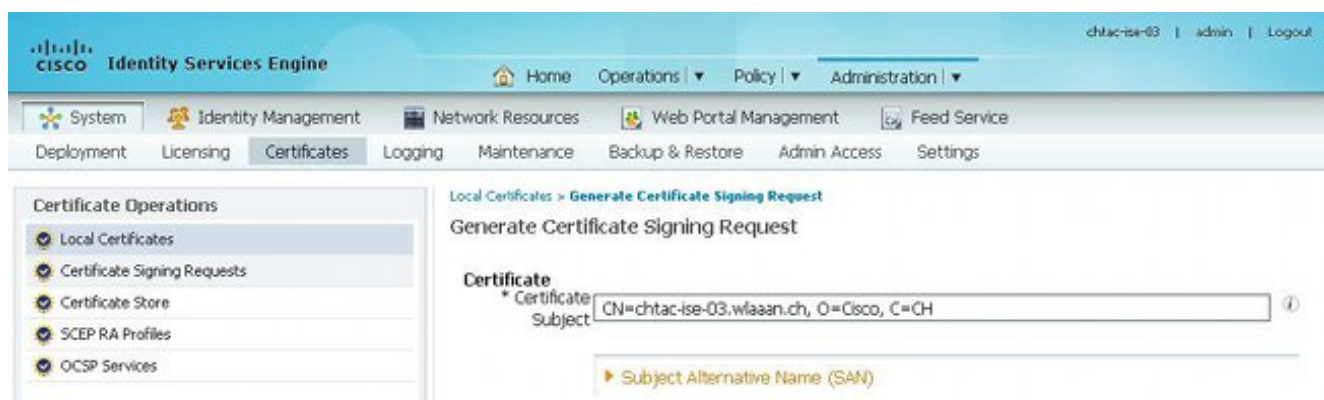 chtac-ise-03 | admin | Logout
CISCO Identity Services Engine
Home Operations | ▼ Policy | ▼ Administration | ▼
System Identity Management Network Resources Web Portal Management Feed Service
Deployment Licensing Certificates Logging Maintenance Backup & Restore Admin Access Settings
Certificate Operations
Local Certificates
Certificate Signing Requests
Certificate Store
SCEP RA Profiles
OCSP Services
Local Certificates > Generate Certificate Signing Request
Generate Certificate Signing Request
Certificate
* Certificate Subject CN=chtac-ise-03.wlaaan.ch, O=Cisco, C=CH
Subject Alternative Name (SAN)